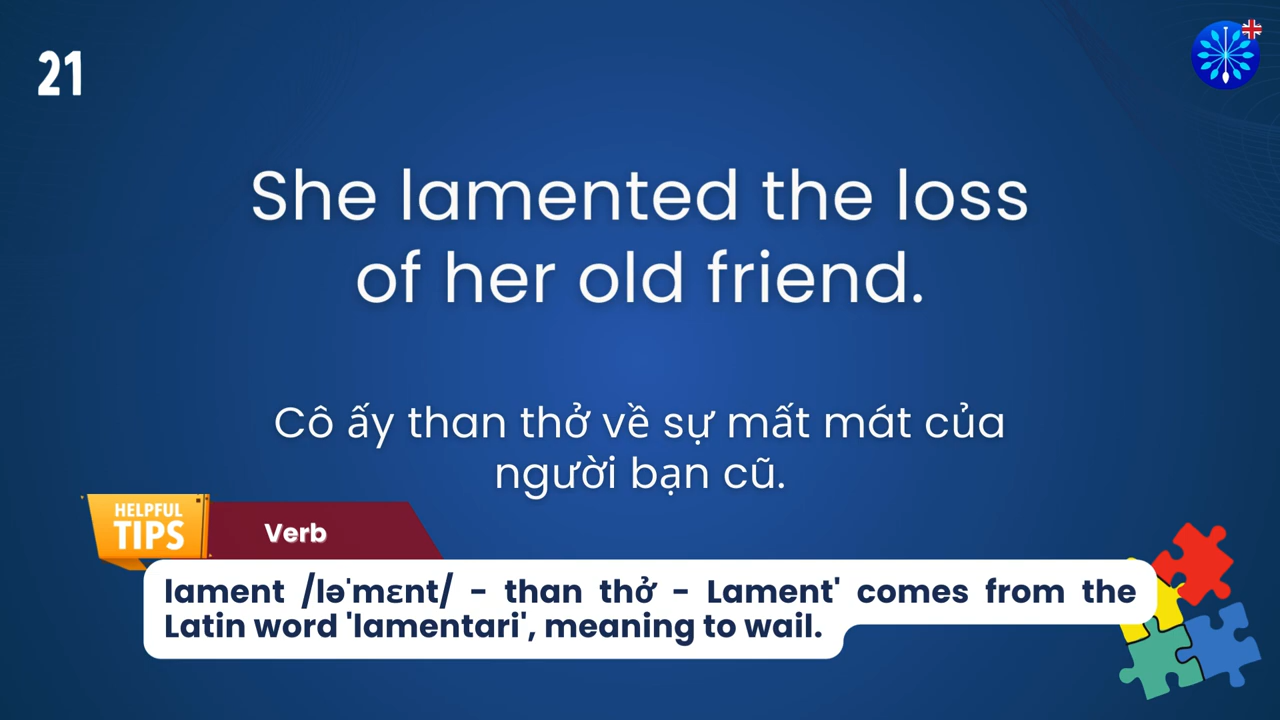 21
She lamented the loss
of her old friend.
Cô ấy than thở về sự mất mát của
người bạn cũ.
HELPFUL
TIPS
Verb
lament /ləˈmɛnt/ - than thở - Lament' comes from the
Latin word 'lamentari', meaning to wail.